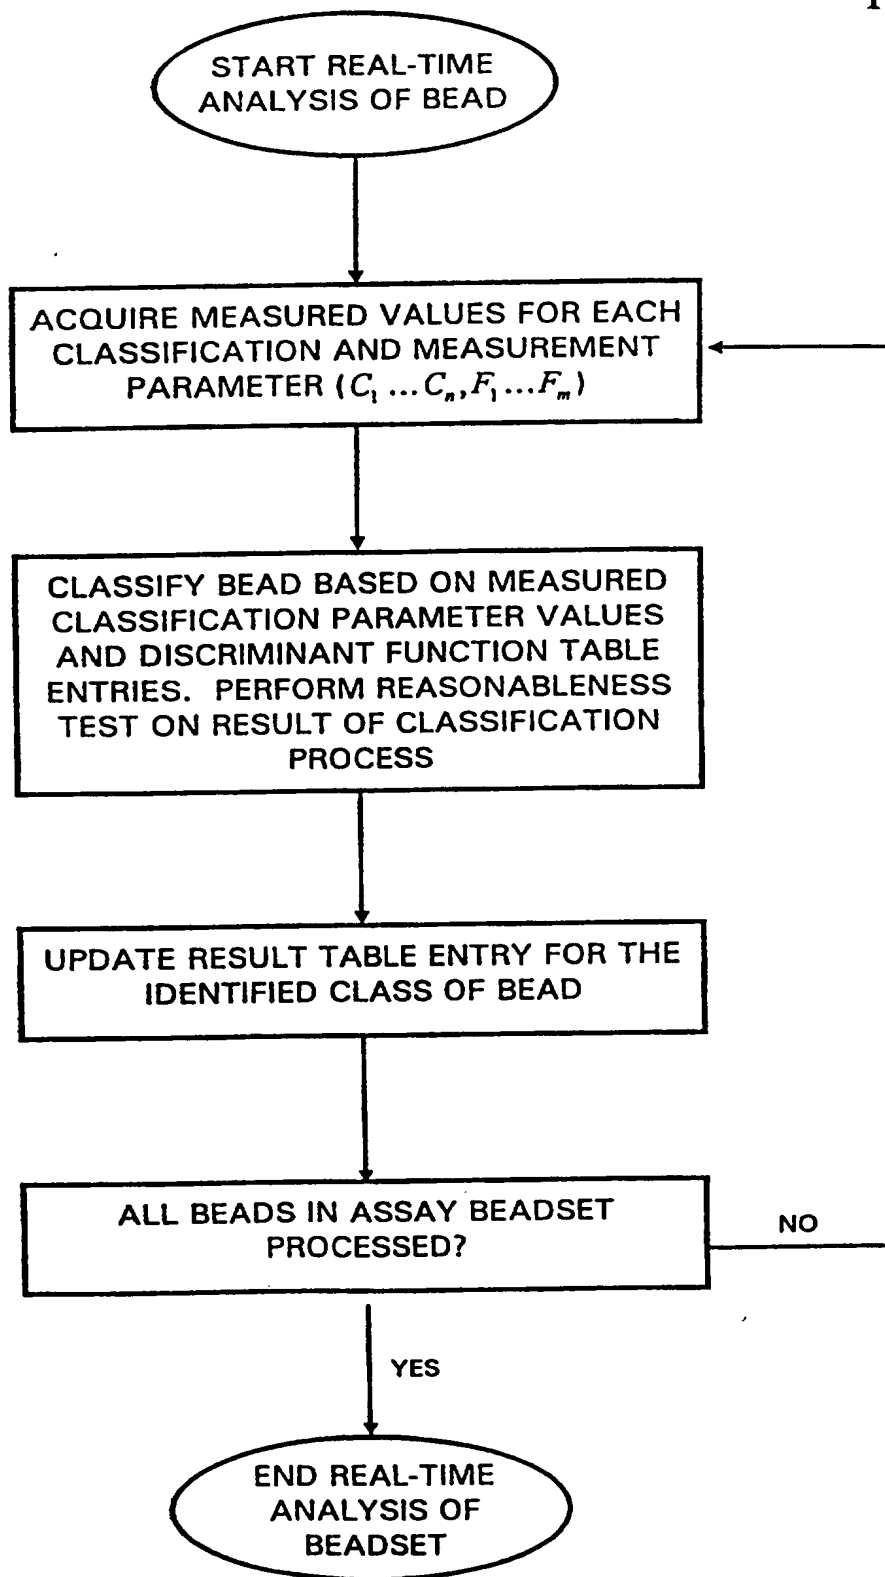 START REAL-TIME
ANALYSIS OF BEAD
ACQUIRE MEASURED VALUES FOR EACH
CLASSIFICATION AND MEASUREMENT
PARAMETER (C₁ ...Cₙ,F₁...Fₘ)
CLASSIFY BEAD BASED ON MEASURED
CLASSIFICATION PARAMETER VALUES
AND DISCRIMINANT FUNCTION TABLE
ENTRIES. PERFORM REASONABLENESS
TEST ON RESULT OF CLASSIFICATION
PROCESS
UPDATE RESULT TABLE ENTRY FOR THE
IDENTIFIED CLASS OF BEAD
ALL BEADS IN ASSAY BEADSET
PROCESSED?
NO
YES
END REAL-TIME
ANALYSIS OF
BEADSET